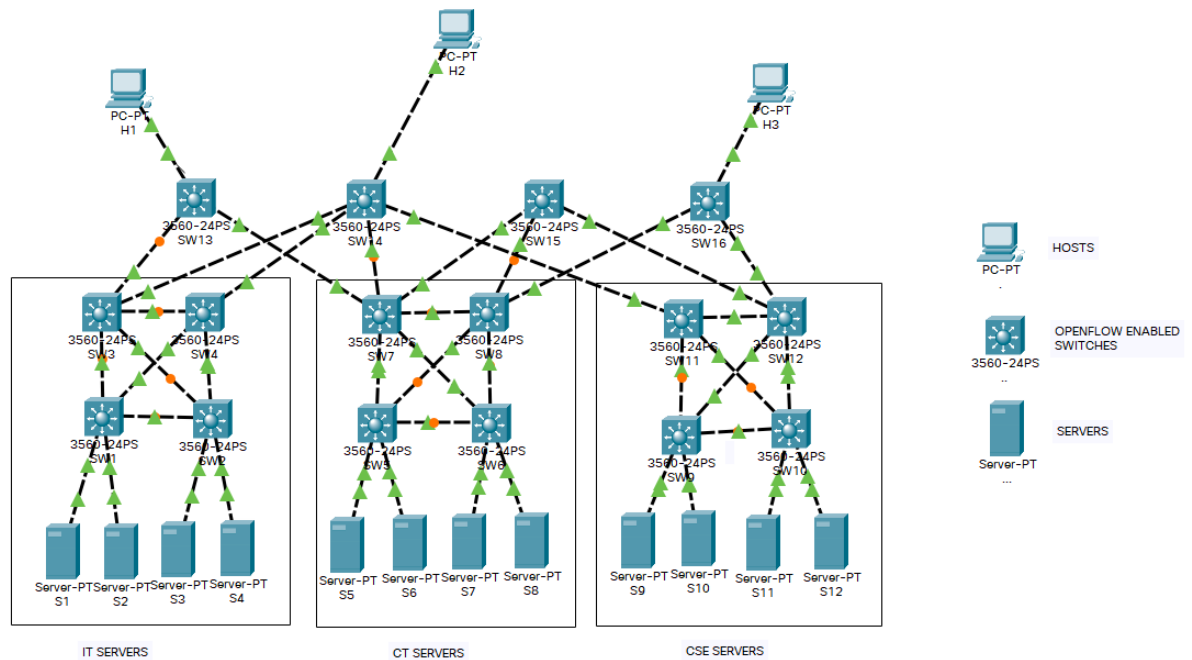 PC-PT
H2
PC-PT
H1
PC-PT
H3
3560-24PS
SW13
3560-24PS
SW14
3560-24PS
SW15
3560-24PS
SW16
3560-24PS
SW3
3560-24PS
SW4
3560-24PS
SW7
3560-24PS
SW8
3560-24PS
SW11
3560-24PS
SW12
3560-24PS
SW1
3560-24PS
SW2
3560-24PS
SW5
3560-24PS
SW6
3560-24PS
SW9
3560-24PS
SW10
Server-PT
S1
Server-PT
S2
Server-PT
S3
Server-PT
S4
Server-PT
S5
Server-PT
S6
Server-PT
S7
Server-PT
S8
Server-PT
S9
Server-PT
S10
Server-PT
S11
Server-PT
S12
IT SERVERS
CT SERVERS
CSE SERVERS
PC-PT
.
HOSTS
3560-24PS
..
OPENFLOW ENABLED
SWITCHES
Server-PT
...
SERVERS